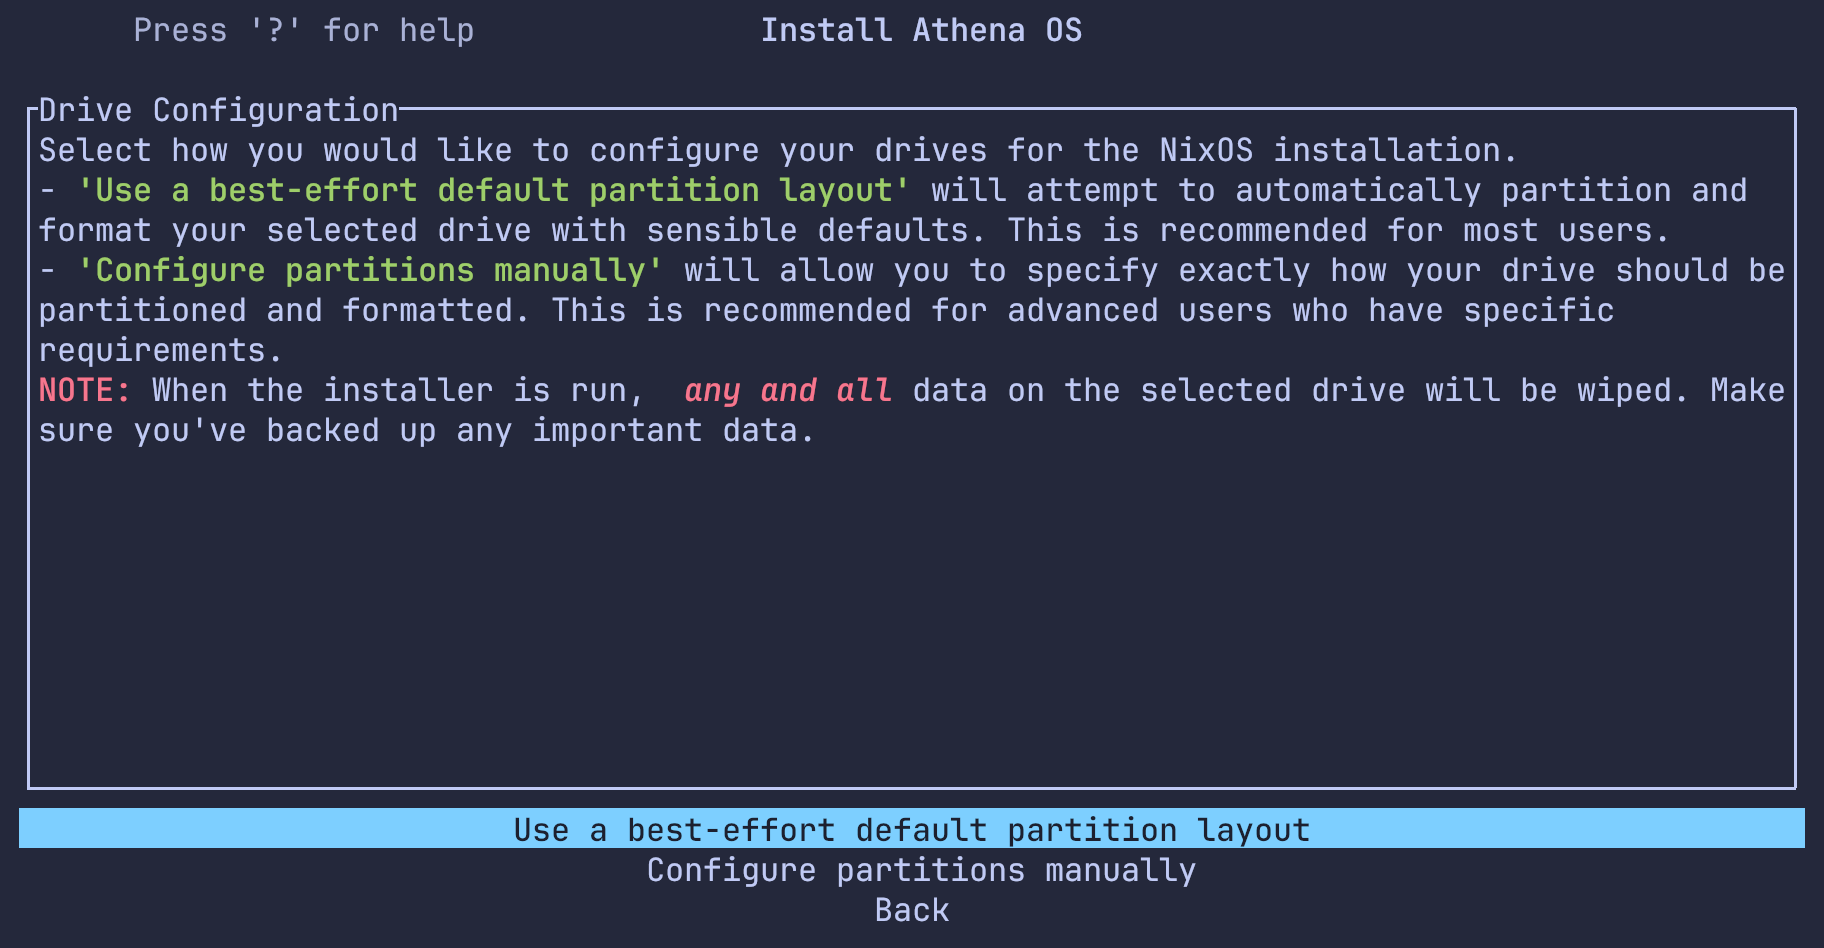 Press '?' for help
Install Athena OS
Drive Configuration
Select how you would like to configure your drives for the NixOS installation.
- 'Use a best-effort default partition layout' will attempt to automatically partition and
format your selected drive with sensible defaults. This is recommended for most users.
- 'Configure partitions manually' will allow you to specify exactly how your drive should be
partitioned and formatted. This is recommended for advanced users who have specific
requirements.
NOTE: When the installer is run,  any and all data on the selected drive will be wiped. Make
sure you've backed up any important data.
Use a best-effort default partition layout
Configure partitions manually
Back